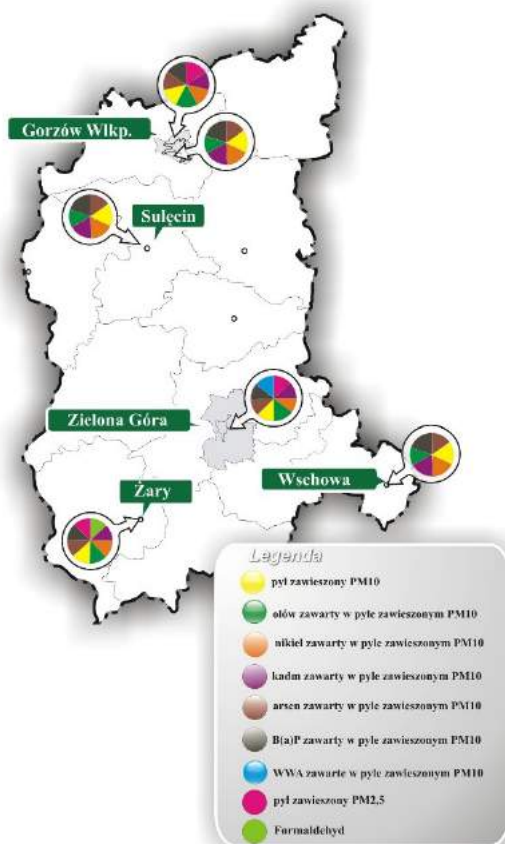 Gorzów Wlkp.
Sulęcin
Zielona Góra
Wschowa
Żary
Legenda
pył zawieszony PM10
ołów zawarty w pyle zawieszonym PM10
nikiel zawarty w pyle zawieszonym PM10
kadm zawarty w pyle zawieszonym PM10
arsen zawarty w pyle zawieszonym PM10
B(a)P zawarty w pyle zawieszonym PM10
WWA zawarte w pyle zawieszonym PM10
pył zawieszony PM2,5
Formaldehyd